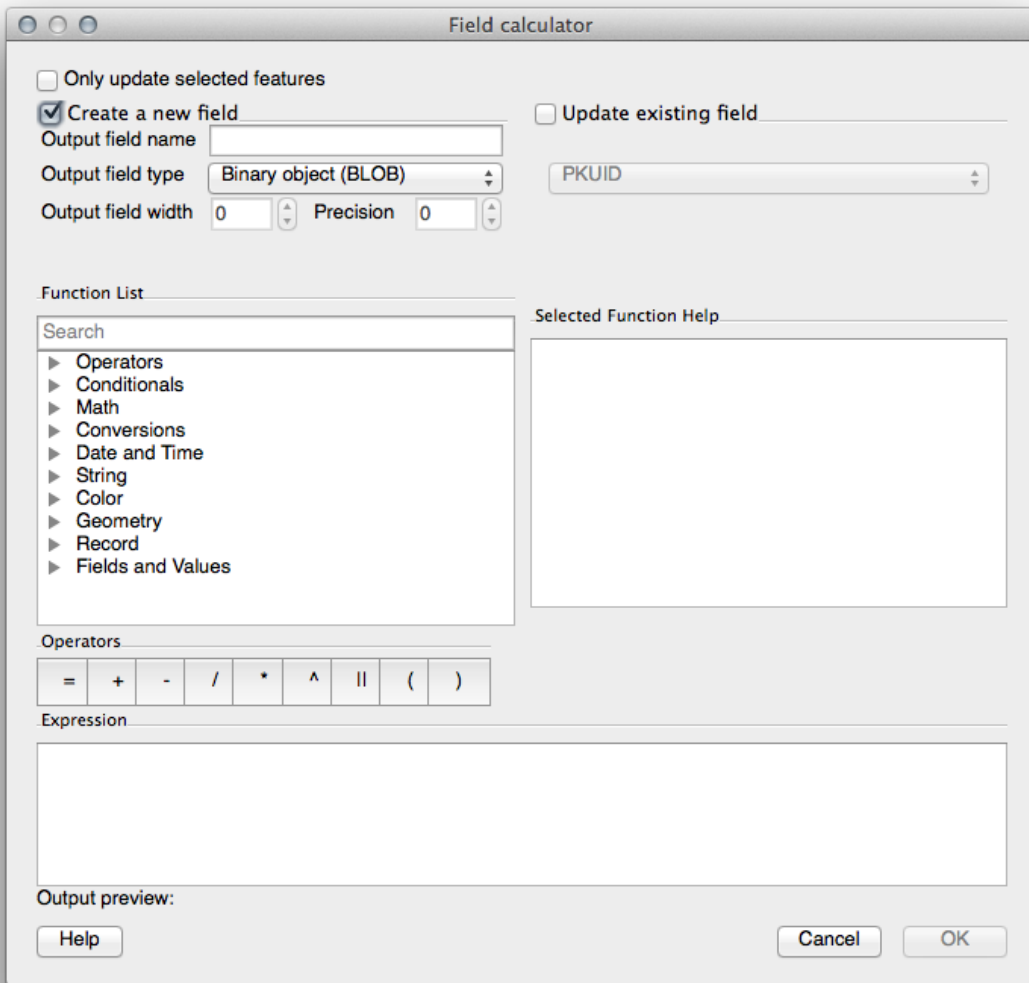 Field calculator
Only update selected features
Create a new field
Update existing field
Output field name
Output field type Binary object (BLOB)
PKUID
Output field width 0 Precision 0
Function List
Selected Function Help
Search
Operators
Conditionals
Math
Conversions
Date and Time
String
Color
Geometry
Record
Fields and Values
Operators
= + - / * ^ || ( )
Expression
Output preview:
Help Cancel OK